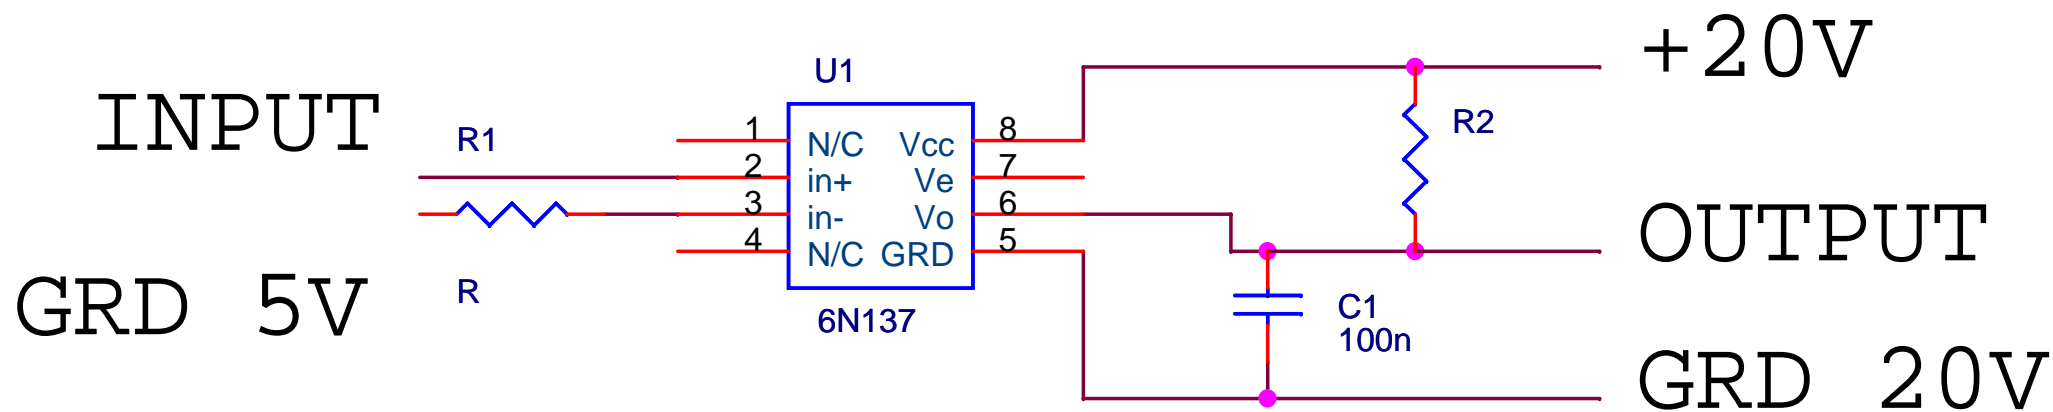 INPUT
GRD 5V
R1
R
U1
1 N/C Vcc 8
2 in+ Ve 7
3 in- Vo 6
4 N/C GRD 5
6N137
R2
C1
100n
+20V
OUTPUT
GRD 20V